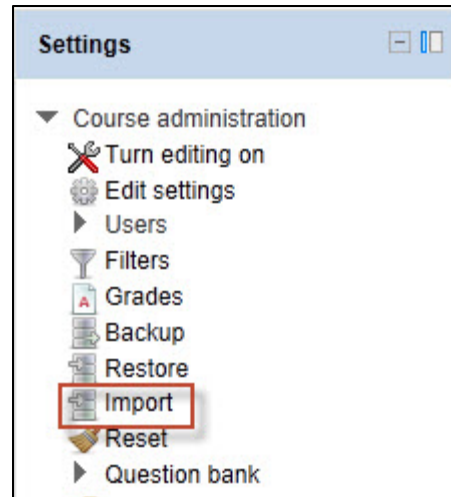 Settings
Course administration
Turn editing on
Edit settings
Users
Filters
Grades
Backup
Restore
Import
Reset
Question bank